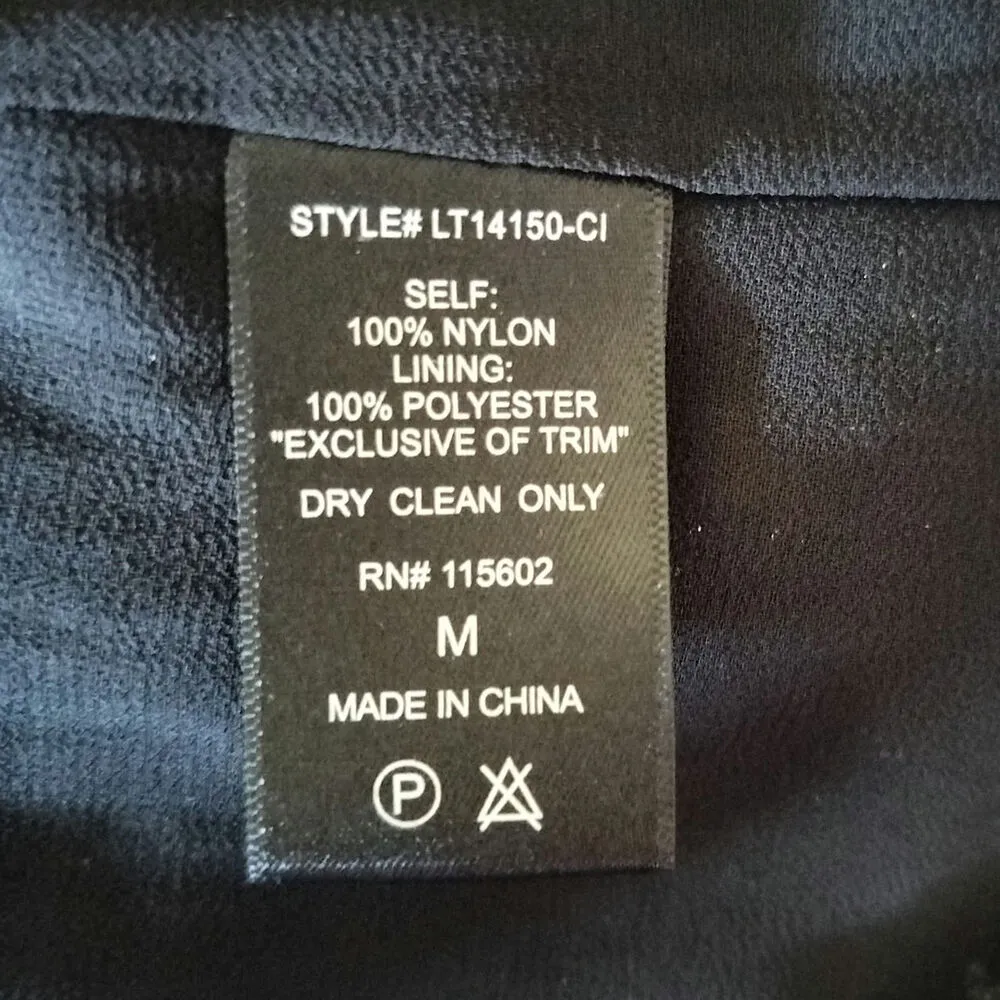 STYLE# LT14150-CI
SELF:
100% NYLON
LINING:
100% POLYESTER
"EXCLUSIVE OF TRIM"
DRY CLEAN ONLY
RN# 115602
M
MADE IN CHINA
P